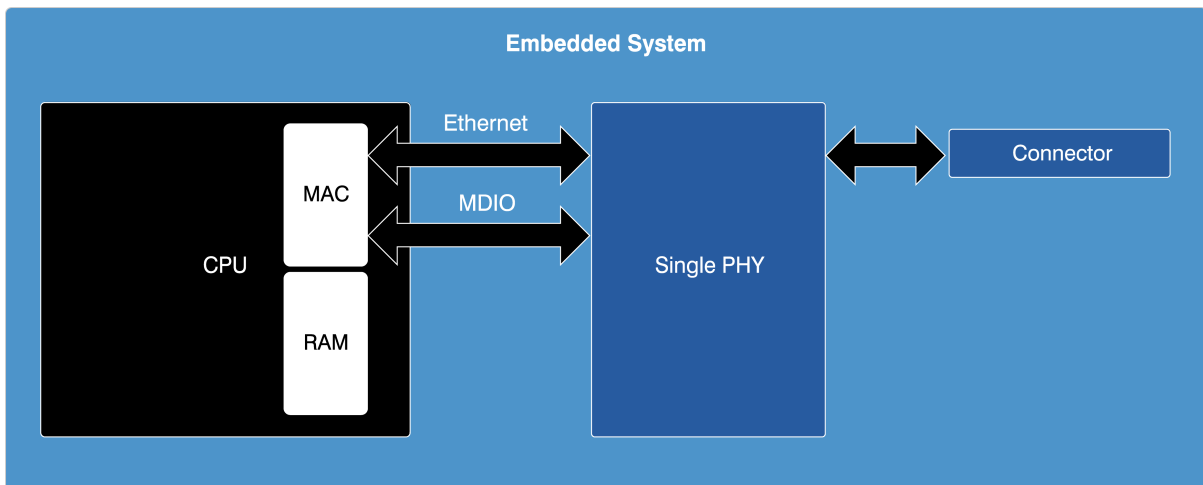 Embedded System
Ethernet
MAC
Connector
MDIO
CPU
Single PHY
RAM